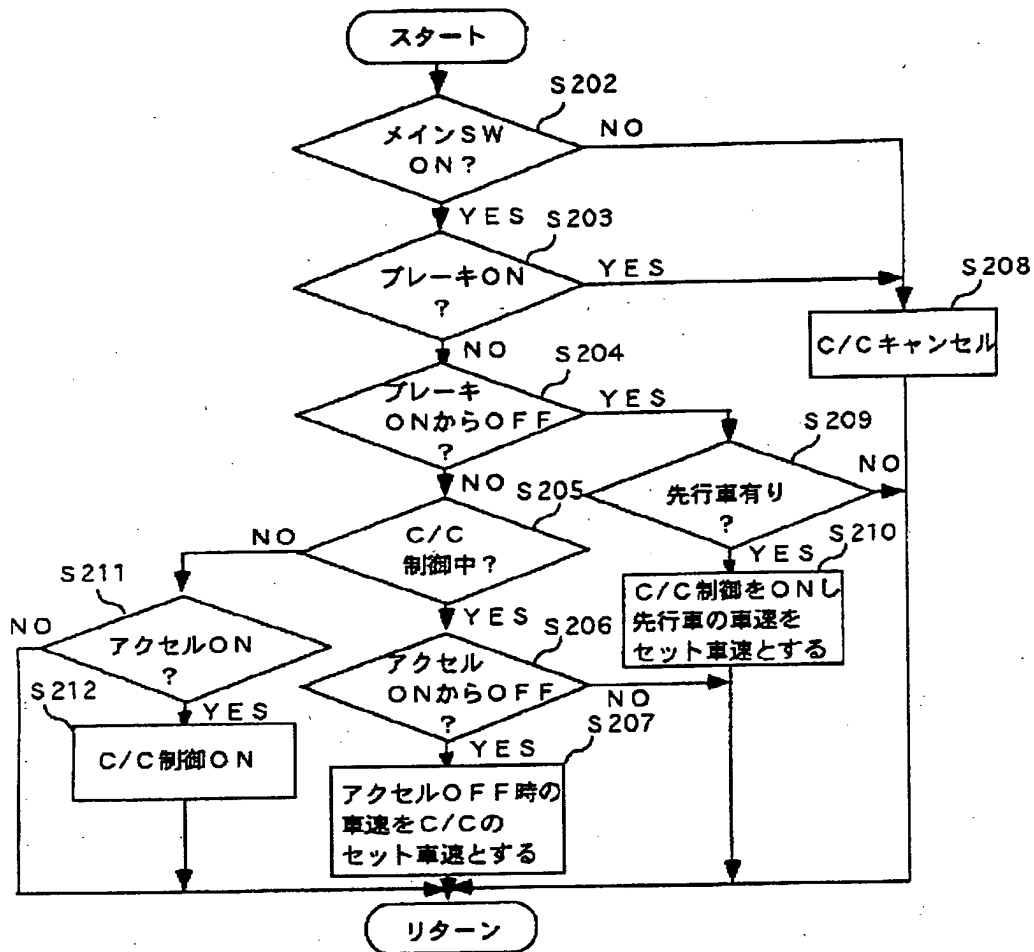 スタート
S202
メインSW
ON?
NO
YES
S203
ブレーキON
?
YES
S208
C/Cキャンセル
NO
S204
ブレーキ
ONからOFF
?
YES
S209
先行車有り
?
NO
NO
S205
C/C
制御中?
NO
YES
S210
C/C制御をONし
先行車の車速を
セット車速とする
S211
アクセルON
?
NO
YES
S206
アクセル
ONからOFF
?
NO
S212
YES
C/C制御ON
YES
S207
アクセルOFF時の
車速をC/Cの
セット車速とする
リターン